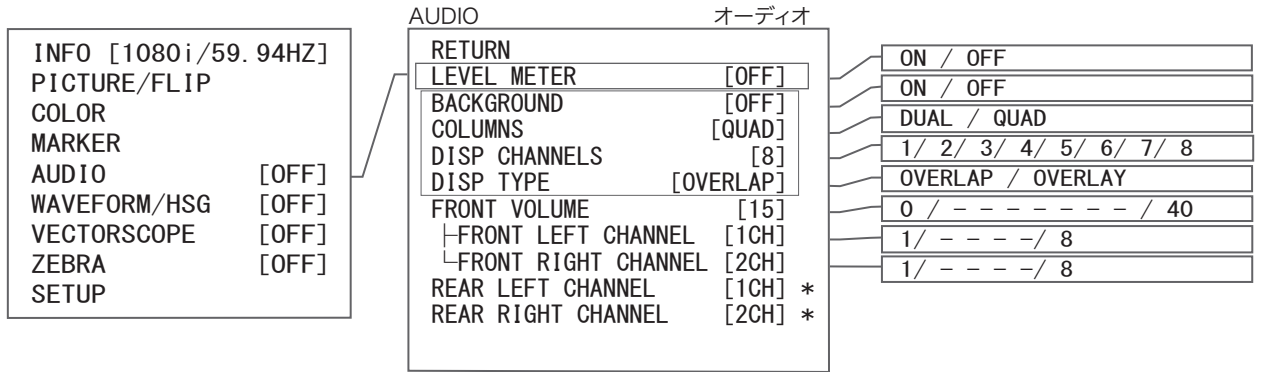 INFO [1080i/59.94HZ]
PICTURE/FLIP
COLOR
MARKER
AUDIO [OFF]
WAVEFORM/HSG [OFF]
VECTORSCOPE [OFF]
ZEBRA [OFF]
SETUP
AUDIO オーディオ
RETURN
LEVEL METER [OFF]
BACKGROUND [OFF]
COLUMNS [QUAD]
DISP CHANNELS [8]
DISP TYPE [OVERLAP]
FRONT VOLUME [15]
├FRONT LEFT CHANNEL [1CH]
└FRONT RIGHT CHANNEL [2CH]
REAR LEFT CHANNEL [1CH] *
REAR RIGHT CHANNEL [2CH] *
ON / OFF
ON / OFF
DUAL / QUAD
1/ 2/ 3/ 4/ 5/ 6/ 7/ 8
OVERLAP / OVERLAY
0 / - - - - - - - / 40
1/ - - - -/ 8
1/ - - - -/ 8